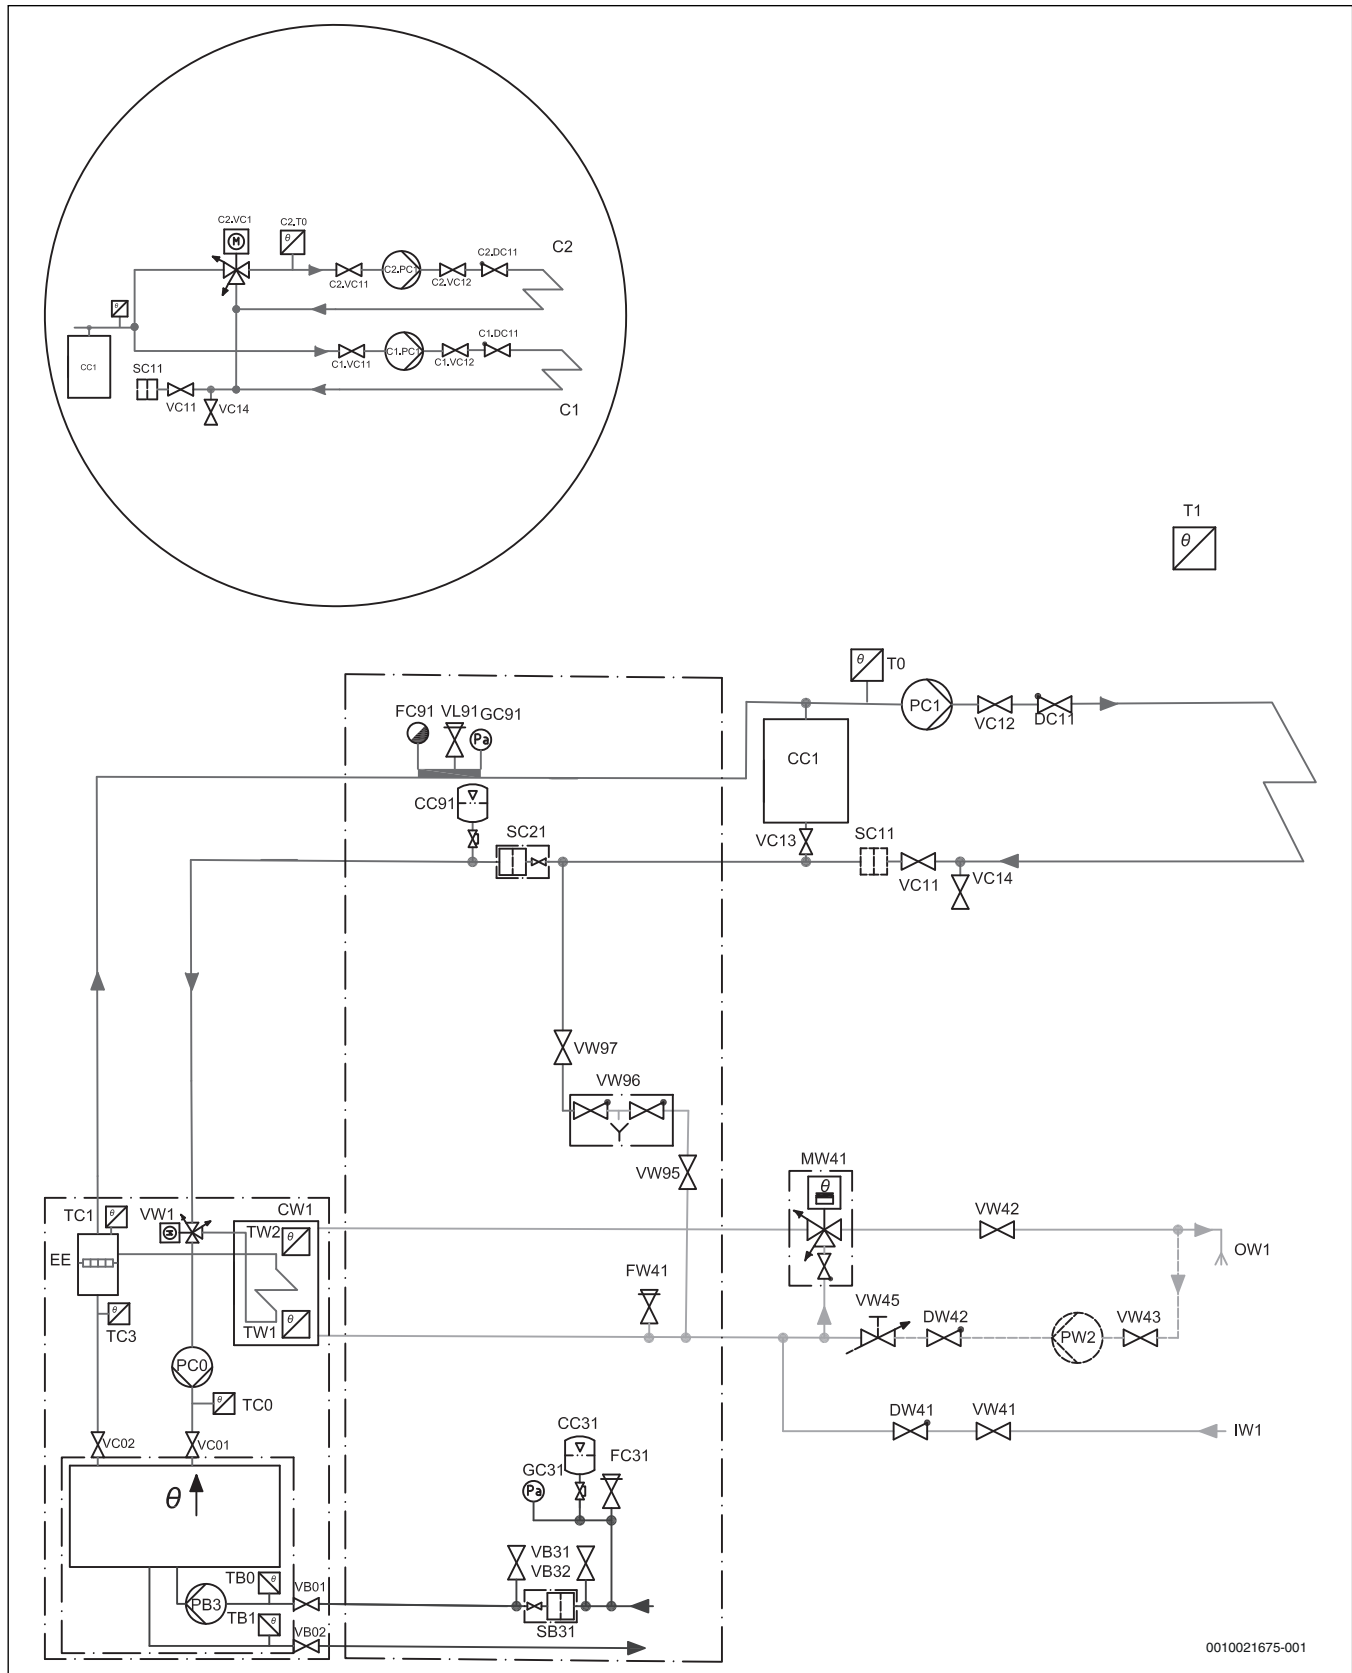 C2.VC1
C2.T0
M
θ
C2
C2.DC11
C2.PC1
C2.VC11
C2.VC12
θ
C1.DC11
CC1
SC11
C1.PC1
C1.VC11
C1.VC12
VC11
VC14
C1
T1
θ
θ
T0
FC91
VL91
GC91
Pa
PC1
VC12
DC11
CC1
CC91
SC21
VC13
SC11
VC11
VC14
VW97
VW96
VW95
MW41
θ
TC1
θ
VW1
M
CW1
TW2
θ
VW42
OW1
EE
FW41
TW1
θ
θ
TC3
VW45
DW42
PW2
VW43
PC0
θ
TC0
DW41
VW41
IW1
CC31
VC02
VC01
GC31
FC31
Pa
θ
VB31
VB32
TB0
θ
VB01
PB3
TB1
θ
VB02
SB31
0010021675-001